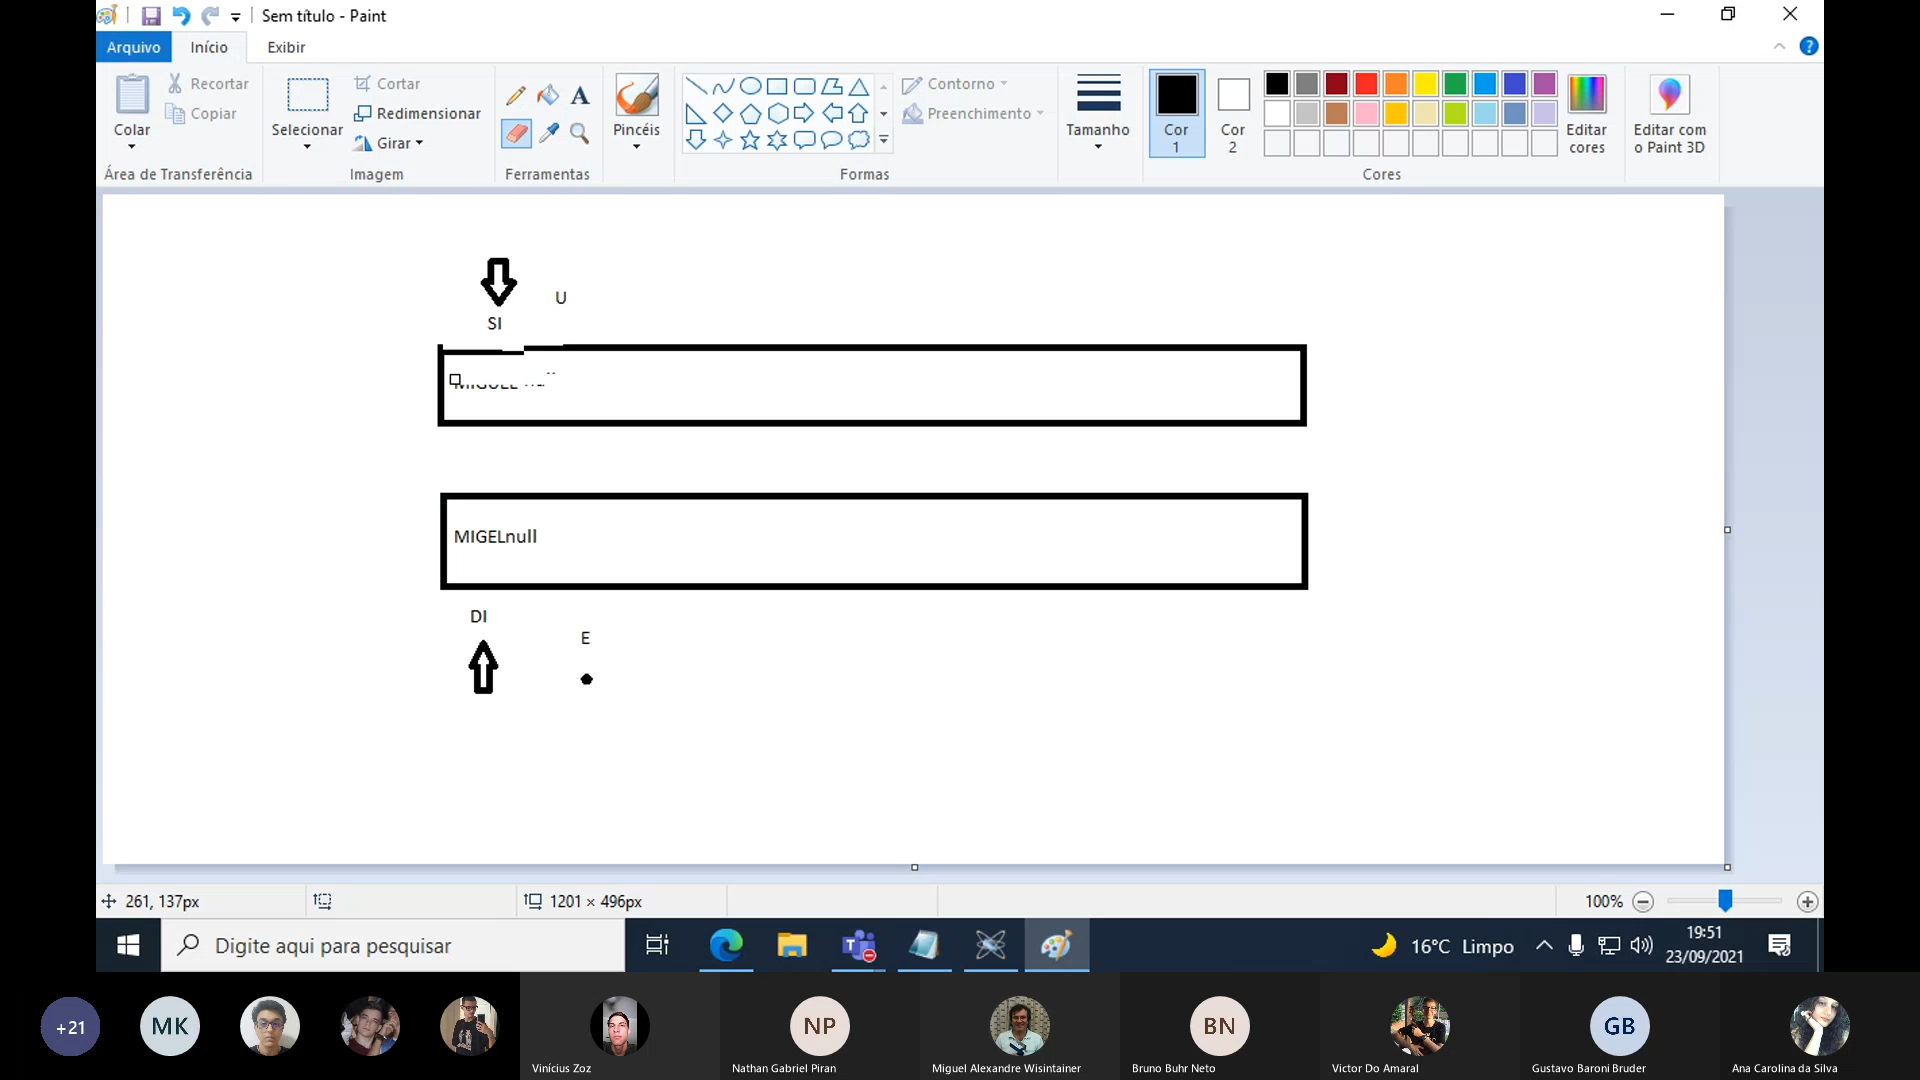 Sem título - Paint
Arquivo Início Exibir
Colar
Recortar
Copiar
Área de Transferência
Selecionar
Cortar
Redimensionar
Girar
Imagem
A
Ferramentas
Pincéis
Formas
Contorno
Preenchimento
Tamanho
Cor
1
Cor
2
Cores
Editar
cores
Editar com
o Paint 3D
U
SI
MIGELnull
DI
E
261, 137px
1201 × 496px
100%
Digite aqui para pesquisar
16°C Limpo
19:51
23/09/2021
+21
MK
Vinícius Zoz
NP
Nathan Gabriel Piran
Miguel Alexandre Wisintainer
BN
Bruno Buhr Neto
Victor Do Amaral
GB
Gustavo Baroni Bruder
Ana Carolina da Silva